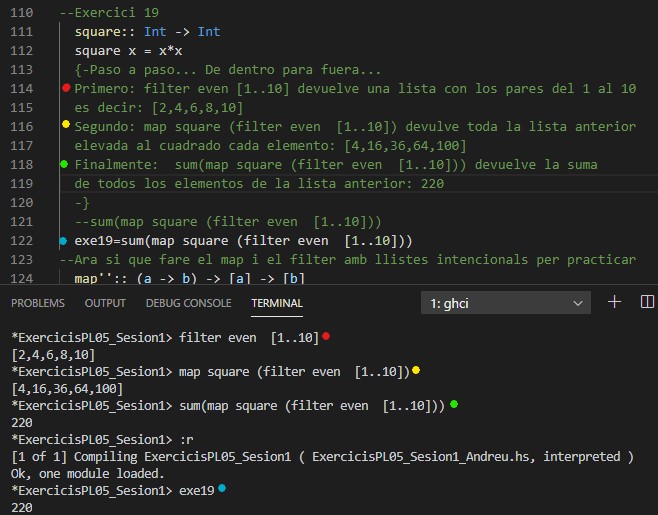 110 --Exercici 19
111 square:: Int -> Int
112 square x = x*x
113 {-Paso a paso... De dentro para fuera...
114 Primero: filter even [1..10] devuelve una lista con los pares del 1 al 10
115 es decir: [2,4,6,8,10]
116 Segundo: map square (filter even  [1..10]) devulve toda la lista anterior
117 elevada al cuadrado cada elemento: [4,16,36,64,100]
118 Finalmente:  sum(map square (filter even  [1..10])) devuelve la suma
119 de todos los elementos de la lista anterior: 220
120 -}
121 --sum(map square (filter even  [1..10]))
122 exe19=sum(map square (filter even  [1..10]))
123 --Ara si que fare el map i el filter amb llistes intencionals per practicar
124 map'':: (a -> b) -> [a] -> [b]
PROBLEMS OUTPUT DEBUG CONSOLE TERMINAL 1: ghci
*ExercicisPL05_Sesion1> filter even  [1..10]
[2,4,6,8,10]
*ExercicisPL05_Sesion1> map square (filter even  [1..10])
[4,16,36,64,100]
*ExercicisPL05_Sesion1> sum(map square (filter even  [1..10]))
220
*ExercicisPL05_Sesion1> :r
[1 of 1] Compiling ExercicisPL05_Sesion1 ( ExercicisPL05_Sesion1_Andreu.hs, interpreted )
Ok, one module loaded.
*ExercicisPL05_Sesion1> exe19
220